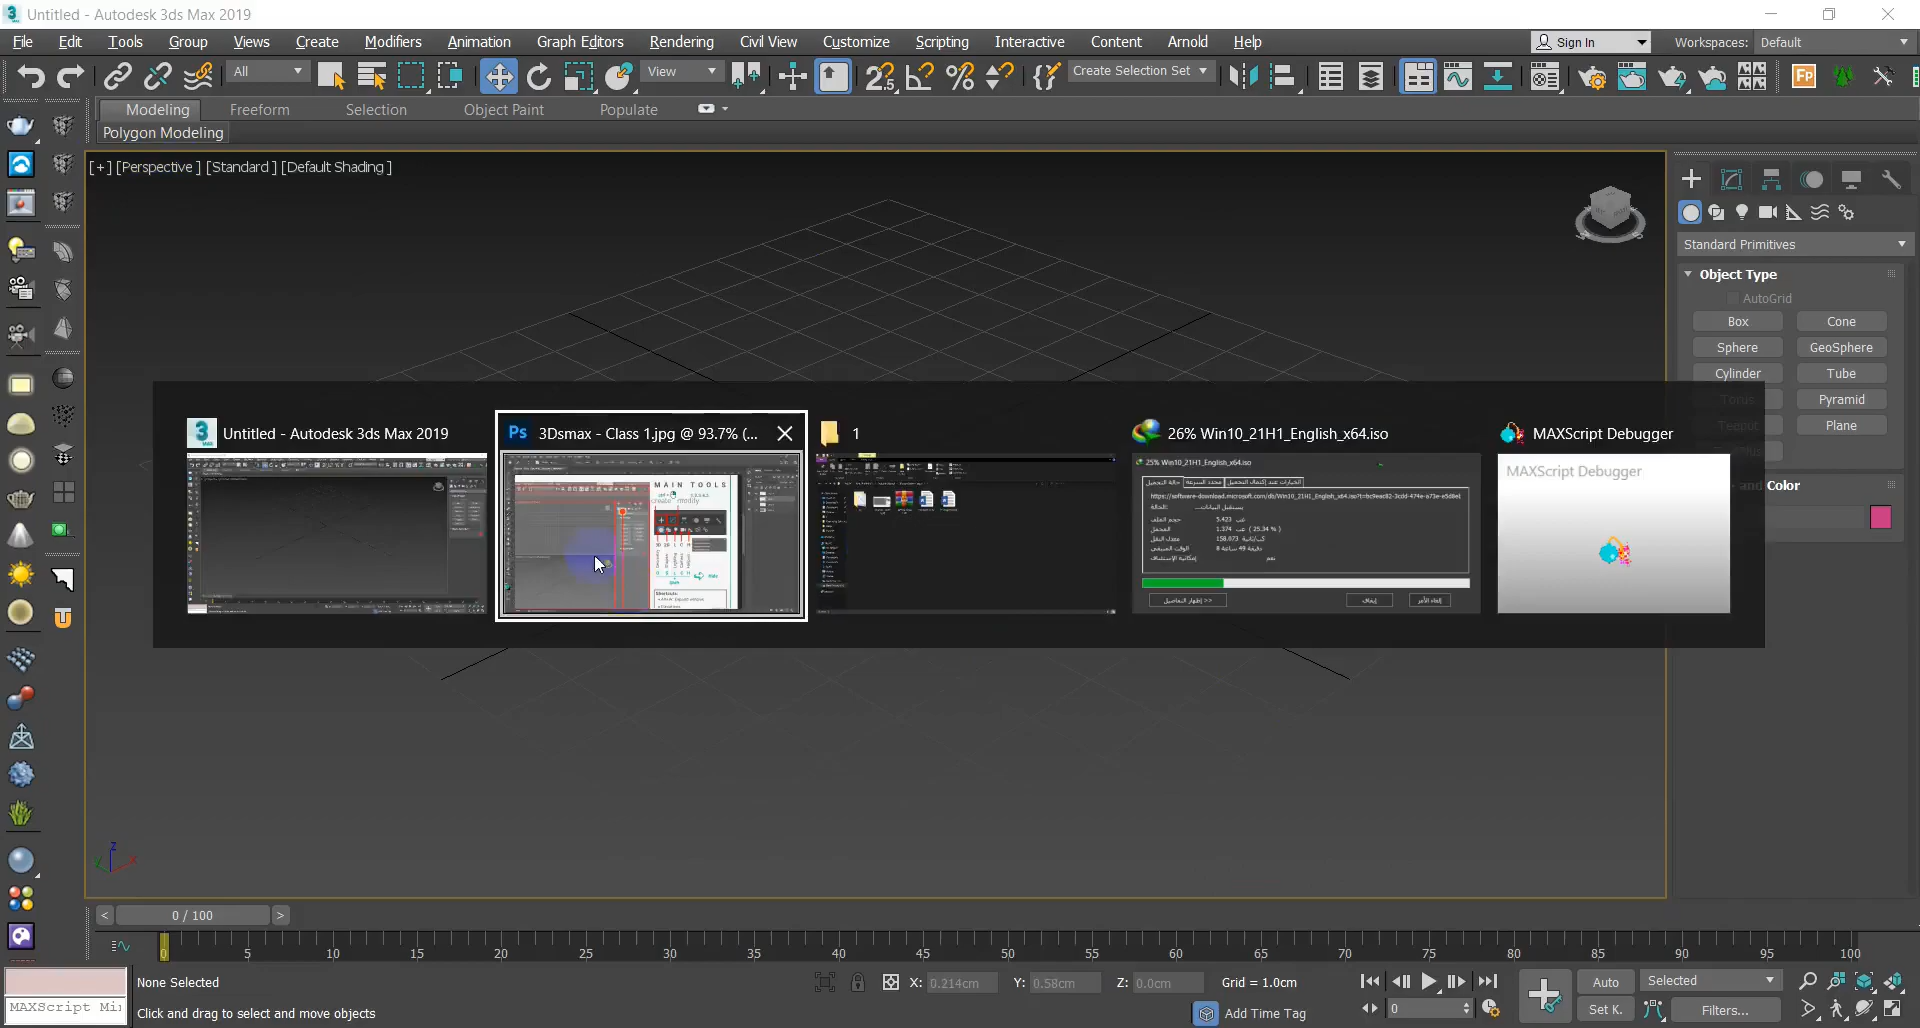 Untitled - Autodesk 3ds Max 2019
File Edit Tools Group Views Create Modifiers Animation Graph Editors Rendering Civil View Customize Scripting Interactive Content Arnold Help Sign In Workspaces: Default
All View Create Selection Set
Modeling Freeform Selection Object Paint Populate
Polygon Modeling
[+] [Perspective ] [Standard ] [Default Shading ]
Standard Primitives
Object Type
AutoGrid
Box Cone
Sphere GeoSphere
Cylinder Tube
Pyramid
Plane
and Color
Untitled - Autodesk 3ds Max 2019
Ps 3Dsmax - Class 1.jpg @ 93.7% (...
1
26% Win10_21H1_English_x64.iso
MAXScript Debugger
MAIN TOOLS
25% Win10_21H1_English_x64.iso
MAXScript Debugger
0 / 100
0 5 10 15 20 25 30 35 40 45 50 55 60 65 70 75 80 85 90 95 100
None Selected
X: 0.214cm Y: 0.58cm Z: 0.0cm Grid = 1.0cm
Auto Selected
MAXScript Mi
Click and drag to select and move objects
Add Time Tag
0
Set K. Filters...